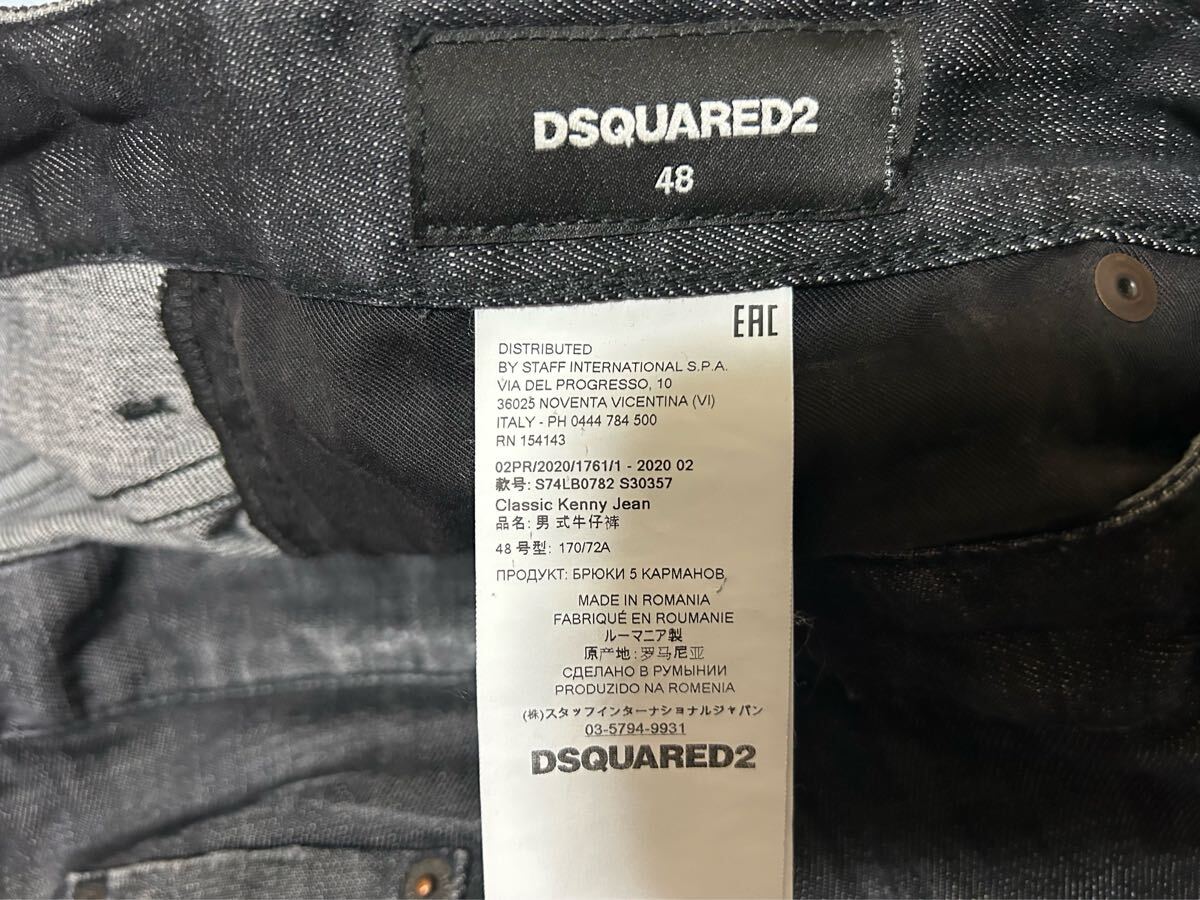 DSQUARED2
48
MADE IN ROMANIA
EAC
DISTRIBUTED
BY STAFF INTERNATIONAL S.P.A.
VIA DEL PROGRESSO, 10
36025 NOVENTA VICENTINA (VI)
ITALY - PH 0444 784 500
RN 154143
02PR/2020/1761/1 - 2020 02
款号: S74LB0782 S30357
Classic Kenny Jean
品名: 男 式牛仔裤
48 号型: 170/72A
ПРОДУКТ: БРЮКИ 5 КАРМАНОВ
MADE IN ROMANIA
FABRIQUÉ EN ROUMANIE
ルーマニア製
原产地: 罗马尼亚
СДЕЛАНО В РУМЫНИИ
PRODUZIDO NA ROMENIA
(株)スタッフインターナショナルジャパン
03-5794-9931
DSQUARED2